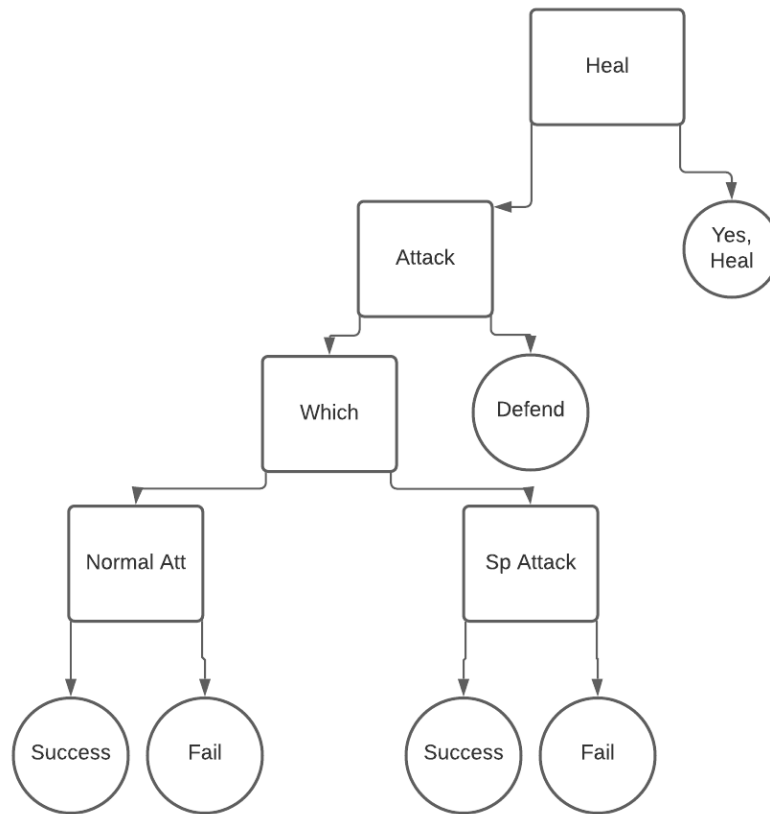 Heal
Yes,
Heal
Attack
Which
Defend
Normal Att
Sp Attack
Success
Fail
Success
Fail